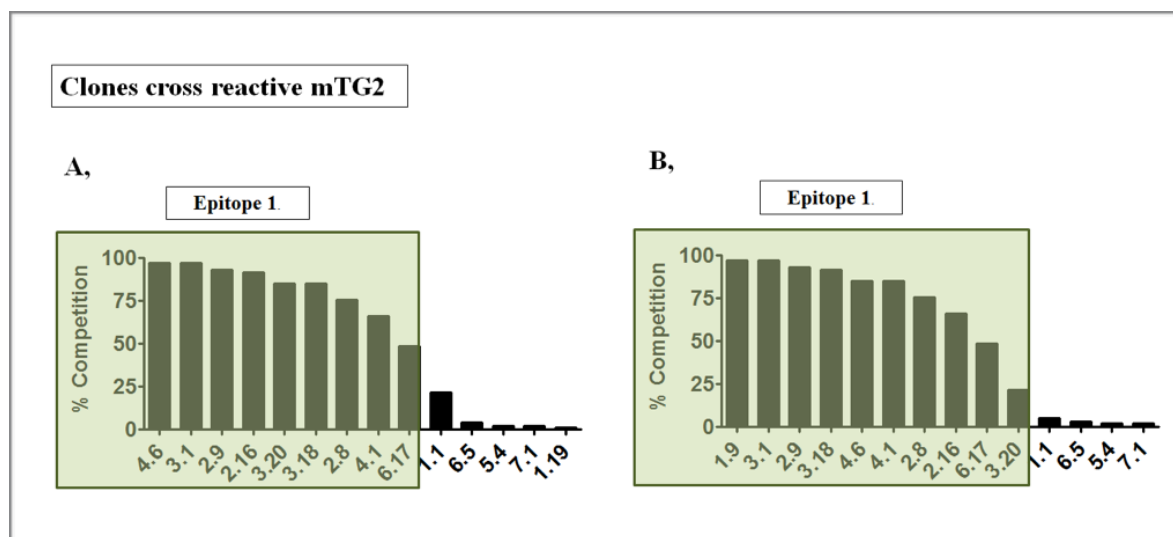 Clones cross reactive mTG2
A,
Epitope 1.
% Competition
100
75
50
25
0
4.6 3.1 2.9 2.16 3.20 3.18 2.8 4.1 6.17 1.1 6.5 5.4 7.1 1.19
B,
Epitope 1.
% Competition
100
75
50
25
0
1.9 3.1 2.9 3.18 4.6 4.1 2.8 2.16 6.17 3.20 1.1 6.5 5.4 7.1